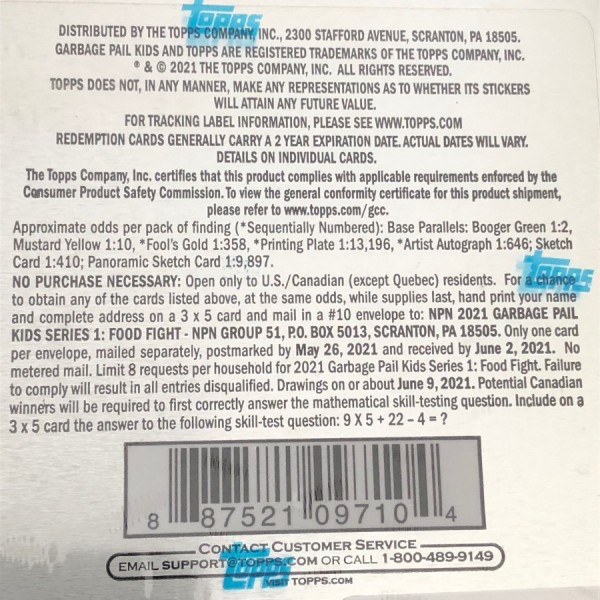 topps
DISTRIBUTED BY THE TOPPS COMPANY, INC., 2300 STAFFORD AVENUE, SCRANTON, PA 18505.
GARBAGE PAIL KIDS AND TOPPS ARE REGISTERED TRADEMARKS OF THE TOPPS COMPANY, INC.
® & © 2021 THE TOPPS COMPANY, INC. ALL RIGHTS RESERVED.
TOPPS DOES NOT, IN ANY MANNER, MAKE ANY REPRESENTATIONS AS TO WHETHER ITS STICKERS
WILL ATTAIN ANY FUTURE VALUE.
FOR TRACKING LABEL INFORMATION, PLEASE SEE WWW.TOPPS.COM
REDEMPTION CARDS GENERALLY CARRY A 2 YEAR EXPIRATION DATE. ACTUAL DATES WILL VARY.
DETAILS ON INDIVIDUAL CARDS.
The Topps Company, Inc. certifies that this product complies with applicable requirements enforced by the
Consumer Product Safety Commission. To view the general conformity certificate for this product shipment,
please refer to www.topps.com/gcc.
Approximate odds per pack of finding (*Sequentially Numbered): Base Parallels: Booger Green 1:2,
Mustard Yellow 1:10, *Fool's Gold 1:358, *Printing Plate 1:13,196, *Artist Autograph 1:646; Sketch
Card 1:410; Panoramic Sketch Card 1:9,897.
topps
NO PURCHASE NECESSARY: Open only to U.S./Canadian (except Quebec) residents. For a chance
to obtain any of the cards listed above, at the same odds, while supplies last, hand print your name
and complete address on a 3 x 5 card and mail in a #10 envelope to: NPN 2021 GARBAGE PAIL
KIDS SERIES 1: FOOD FIGHT - NPN GROUP 51, P.O. BOX 5013, SCRANTON, PA 18505. Only one card
per envelope, mailed separately, postmarked by May 26, 2021 and received by June 2, 2021. No
metered mail. Limit 8 requests per household for 2021 Garbage Pail Kids Series 1: Food Fight. Failure
to comply will result in all entries disqualified. Drawings on or about June 9, 2021. Potential Canadian
winners will be required to first correctly answer the mathematical skill-testing question. Include on a
3 x 5 card the answer to the following skill-test question: 9 X 5 + 22 – 4 = ?
8 87521 09710 4
CONTACT CUSTOMER SERVICE
EMAIL SUPPORT@TOPPS.COM OR CALL 1-800-489-9149
topps
VISIT TOPPS.COM